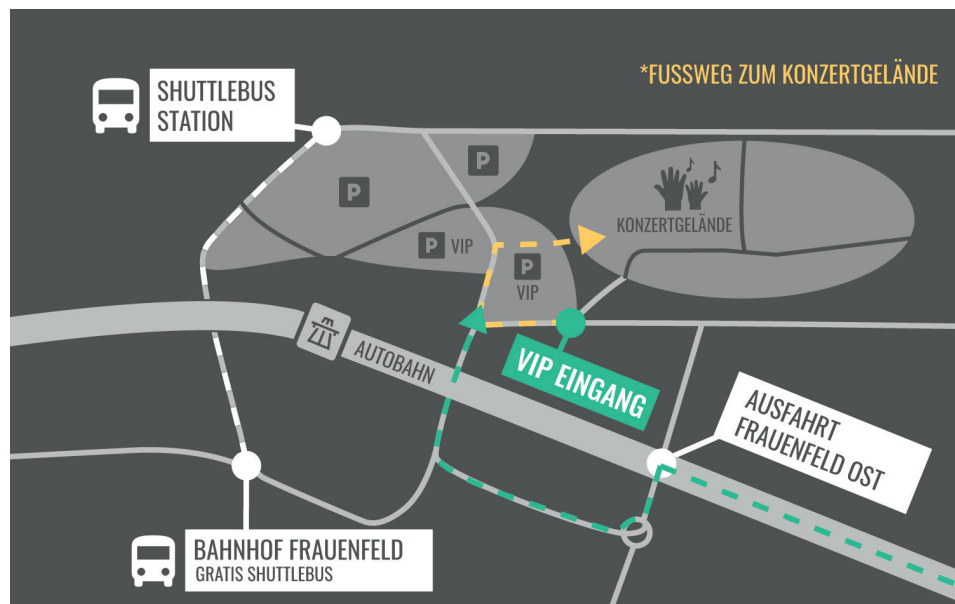 *FUSSWEG ZUM KONZERTGELÄNDE
SHUTTLEBUS
STATION
P
P
KONZERTGELÄNDE
P VIP
P
VIP
AUTOBAHN
VIP EINGANG
AUSFAHRT
FRAUENFELD OST
BAHNHOF FRAUENFELD
GRATIS SHUTTLEBUS